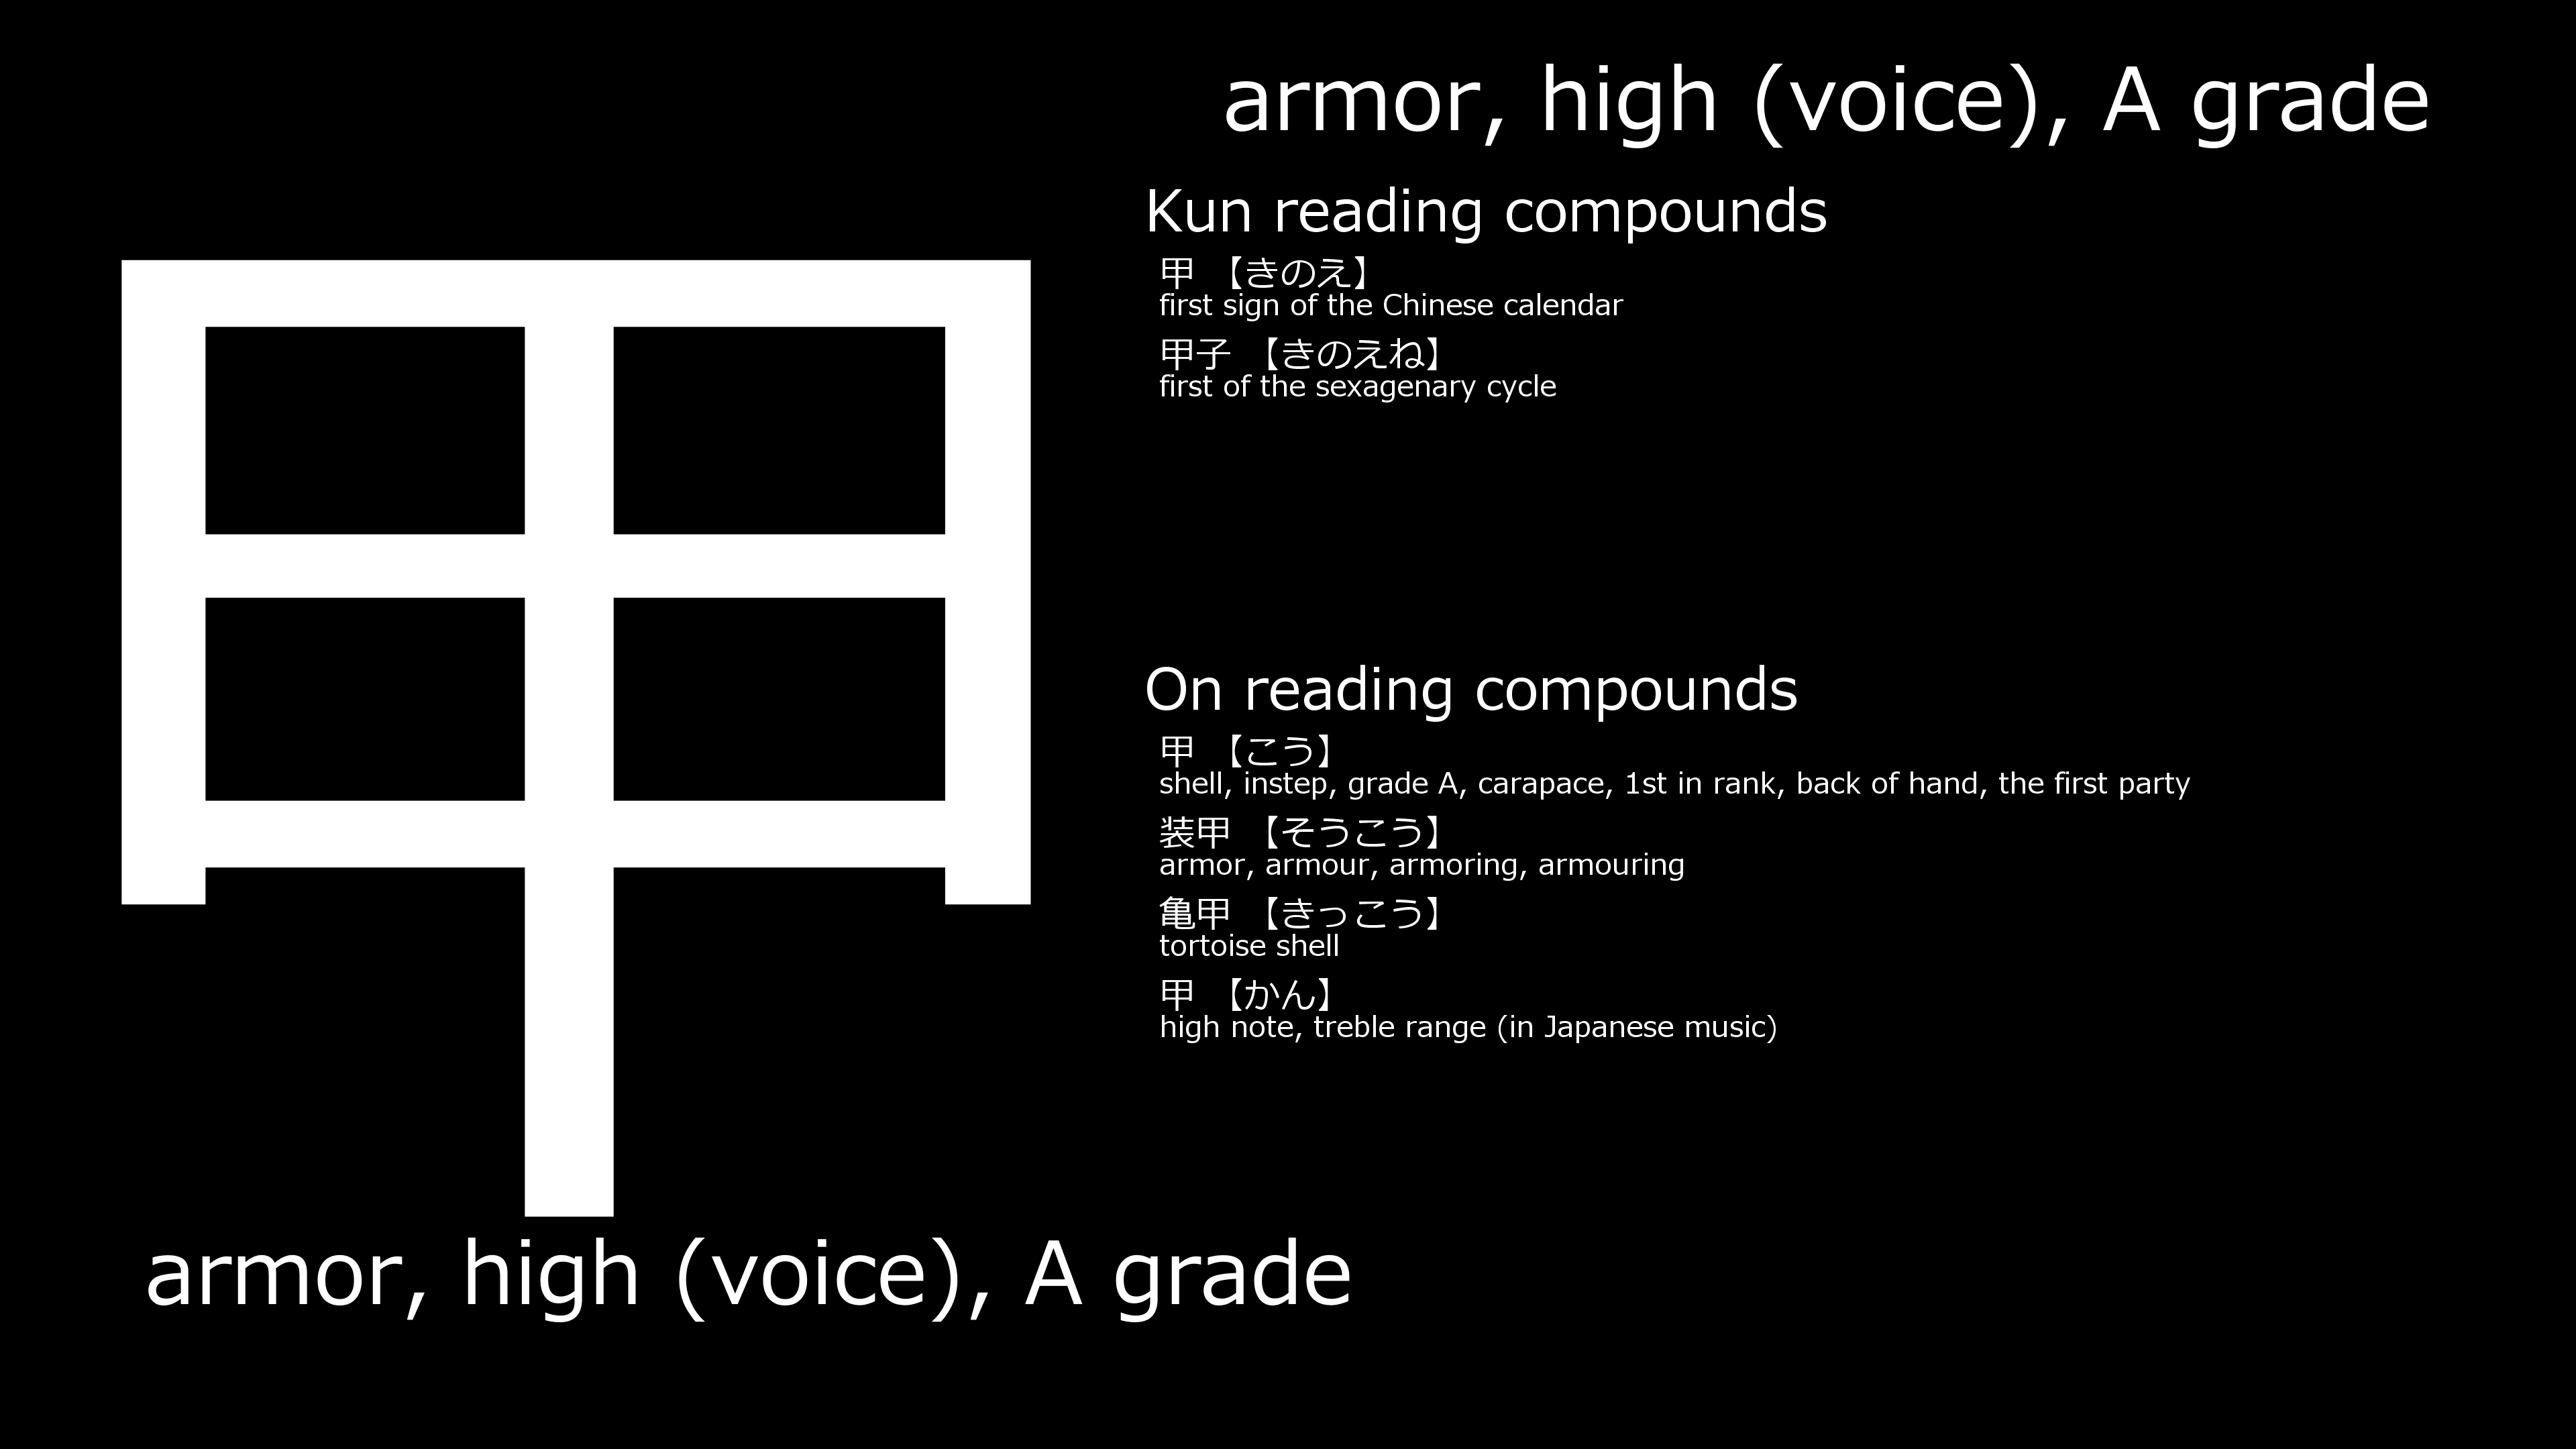 armor, high (voice), A grade
甲
Kun reading compounds
甲 【きのえ】
first sign of the Chinese calendar
甲子 【きのえね】
first of the sexagenary cycle
On reading compounds
甲 【こう】
shell, instep, grade A, carapace, 1st in rank, back of hand, the first party
装甲 【そうこう】
armor, armour, armoring, armouring
亀甲 【きっこう】
tortoise shell
甲 【かん】
high note, treble range (in Japanese music)
armor, high (voice), A grade